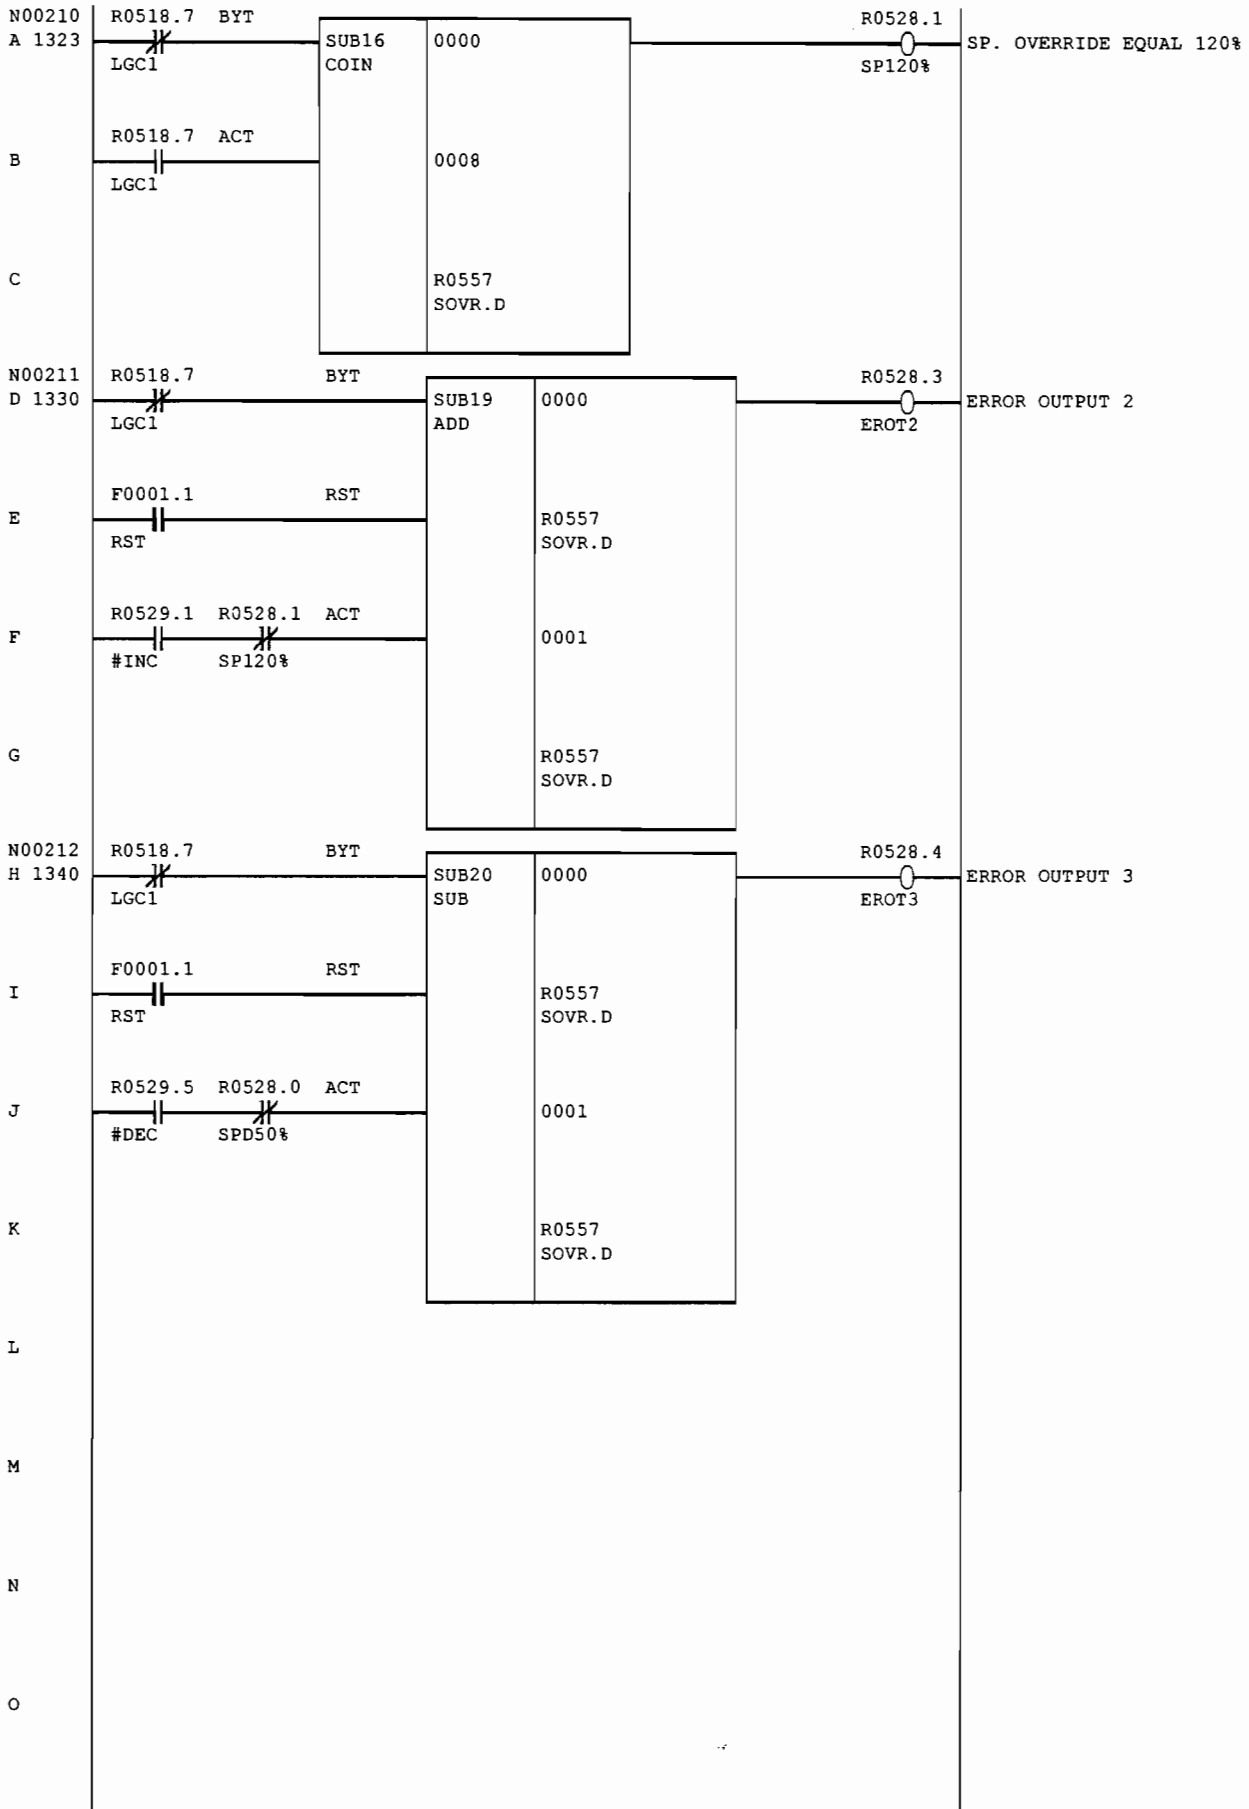 N00210 R0518.7 BYT R0528.1
A 1323 SUB16 0000 SP. OVERRIDE EQUAL 120%
LGC1 COIN SP120%
R0518.7 ACT
B 0008
LGC1
C R0557
SOVR.D
N00211 R0518.7 BYT R0528.3
D 1330 SUB19 0000 ERROR OUTPUT 2
LGC1 ADD EROT2
F0001.1 RST
E R0557
RST SOVR.D
R0529.1 R0528.1 ACT
F 0001
#INC SP120%
G R0557
SOVR.D
N00212 R0518.7 BYT R0528.4
H 1340 SUB20 0000 ERROR OUTPUT 3
LGC1 SUB EROT3
F0001.1 RST
I R0557
RST SOVR.D
R0529.5 R0528.0 ACT
J 0001
#DEC SPD50%
K R0557
SOVR.D
L
M
N
O